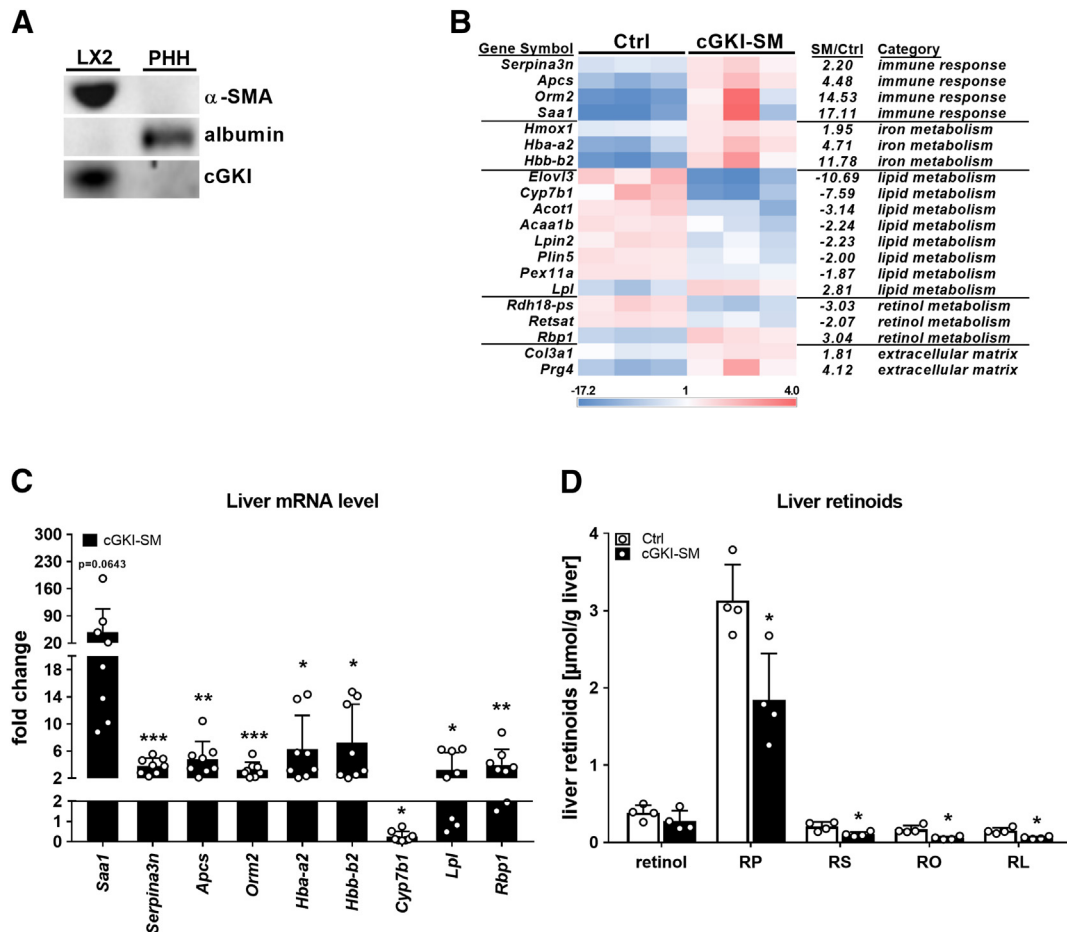 A
LX2 PHH
α-SMA
albumin
cGKI
B
Gene Symbol Ctrl cGKI-SM SM/Ctrl Category
Serpina3n 2.20 immune response
Apcs 4.48 immune response
Orm2 14.53 immune response
Saa1 17.11 immune response
Hmox1 1.95 iron metabolism
Hba-a2 4.71 iron metabolism
Hbb-b2 11.78 iron metabolism
Elovl3 -10.69 lipid metabolism
Cyp7b1 -7.59 lipid metabolism
Acot1 -3.14 lipid metabolism
Acaa1b -2.24 lipid metabolism
Lpin2 -2.23 lipid metabolism
Plin5 -2.00 lipid metabolism
Pex11a -1.87 lipid metabolism
Lpl 2.81 lipid metabolism
Rdh18-ps -3.03 retinol metabolism
Retsat -2.07 retinol metabolism
Rbp1 3.04 retinol metabolism
Col3a1 1.81 extracellular matrix
Prg4 4.12 extracellular matrix
-17.2 1 4.0
C
Liver mRNA level
fold change
300
230
160
90
20
20
18
14
10
6
2
2
1
0
cGKI-SM
p=0.0643
*** ** *** * * * * **
Saa1 Serpina3n Apcs Orm2 Hba-a2 Hbb-b2 Cyp7b1 Lpl Rbp1
D
Liver retinoids
liver retinoids [µmol/g liver]
4
3
2
1
0
Ctrl
cGKI-SM
* * * *
retinol RP RS RO RL